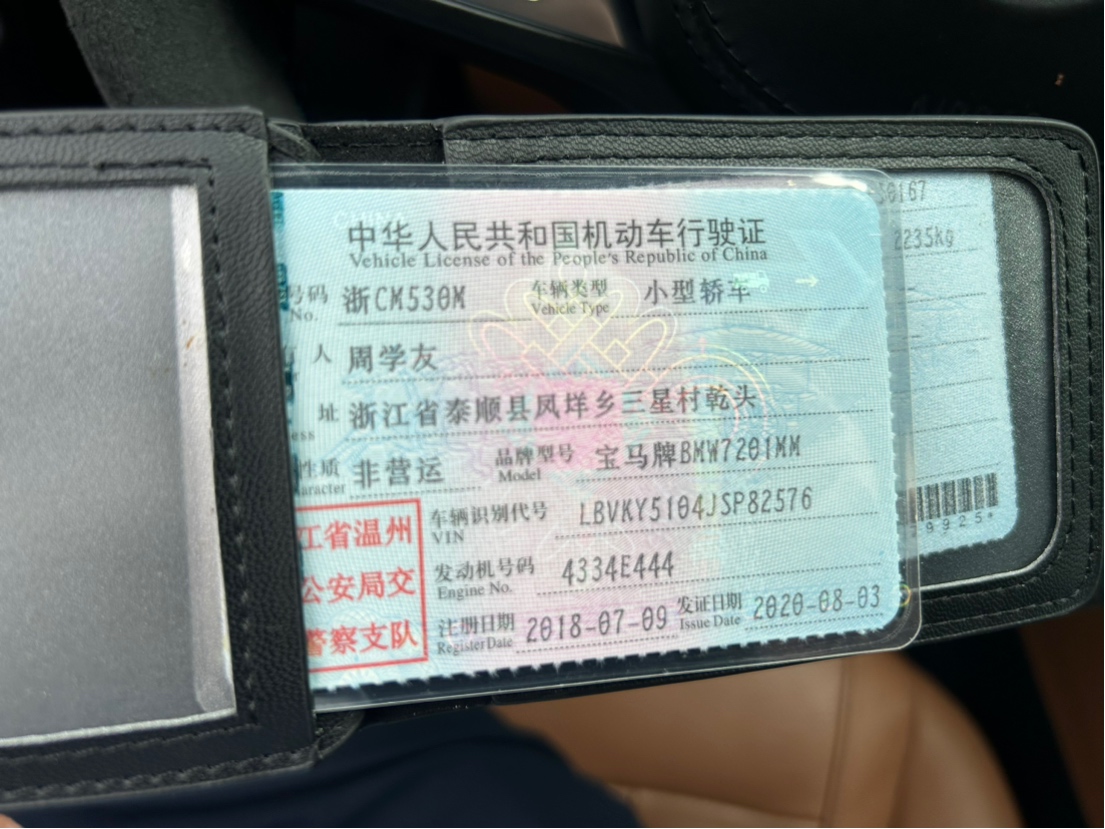 中华人民共和国机动车行驶证
Vehicle License of the People's Republic of China
号码 浙CM530M 车辆类型 小型轿车
No. Vehicle Type
人 周学友
址 浙江省泰顺县凤垟乡三星村乾头
ess
性质 非营运 品牌型号 宝马牌BMW7201MM
aracter Model
车辆识别代号 LBVKY5104JSP82576
VIN
发动机号码 4334E444
Engine No.
注册日期 2018-07-09 发证日期 2020-08-03
Register Date Issue Date
江省温州
公安局交
警察支队
0167
2235kg
9925*